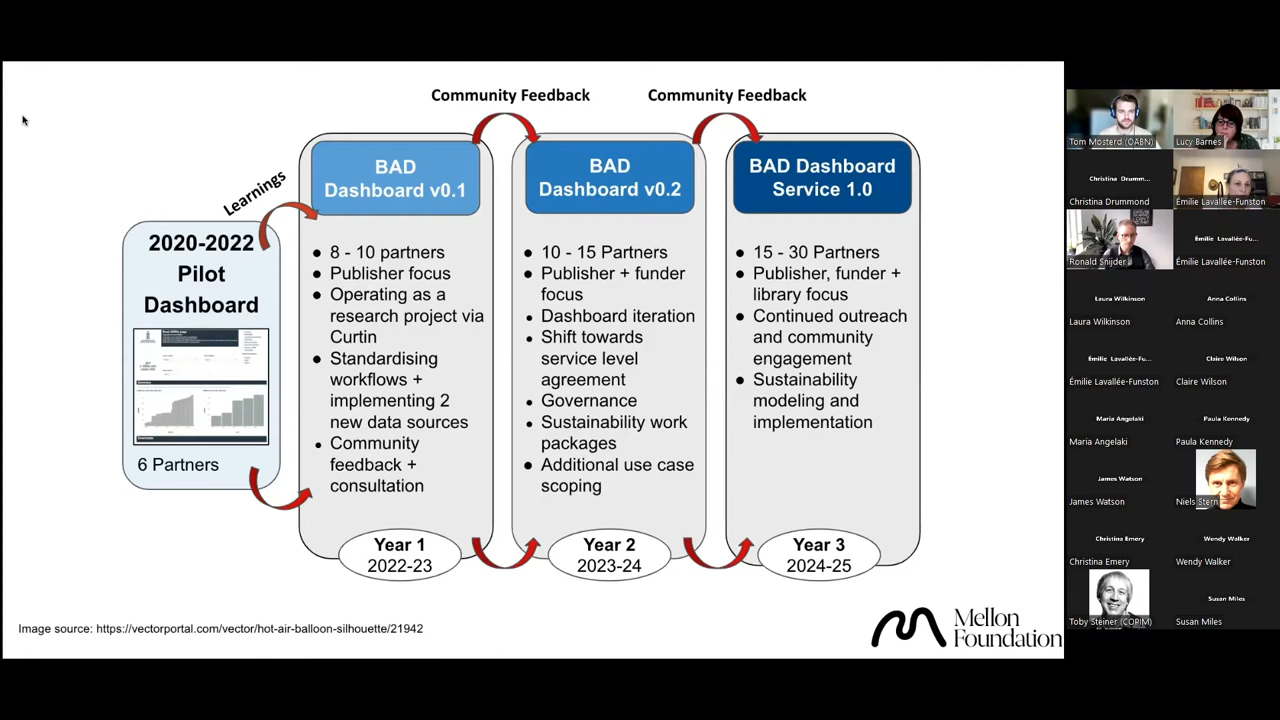 Community Feedback
Community Feedback
Learnings
2020-2022
Pilot
Dashboard
6 Partners
BAD
Dashboard v0.1
● 8 - 10 partners
● Publisher focus
● Operating as a
research project via
Curtin
● Standardising
workflows +
implementing 2
new data sources
● Community
feedback +
consultation
Year 1
2022-23
BAD
Dashboard v0.2
● 10 - 15 Partners
● Publisher + funder
focus
● Dashboard iteration
● Shift towards
service level
agreement
● Governance
● Sustainability work
packages
● Additional use case
scoping
Year 2
2023-24
BAD Dashboard
Service 1.0
● 15 - 30 Partners
● Publisher, funder +
library focus
● Continued outreach
and community
engagement
● Sustainability
modeling and
implementation
Year 3
2024-25
Image source: https://vectorportal.com/vector/hot-air-balloon-silhouette/21942
Mellon
Foundation
Tom Mosterd (OABN)
Lucy Barnes
Christina Drumm...
Christina Drummond
Émilie Lavallée-Funston
Ronald Snijder
Émilie Lavallée-Fu...
Émilie Lavallée-Funston
Laura Wilkinson
Laura Wilkinson
Anna Collins
Anna Collins
Émilie Lavallée-Fu...
Émilie Lavallée-Funston
Claire Wilson
Claire Wilson
Maria Angelaki
Maria Angelaki
Paula Kennedy
Paula Kennedy
James Watson
James Watson
Niels Stern
Christina Emery
Christina Emery
Wendy Walker
Wendy Walker
Toby Steiner (COPIM)
Susan Miles
Susan Miles